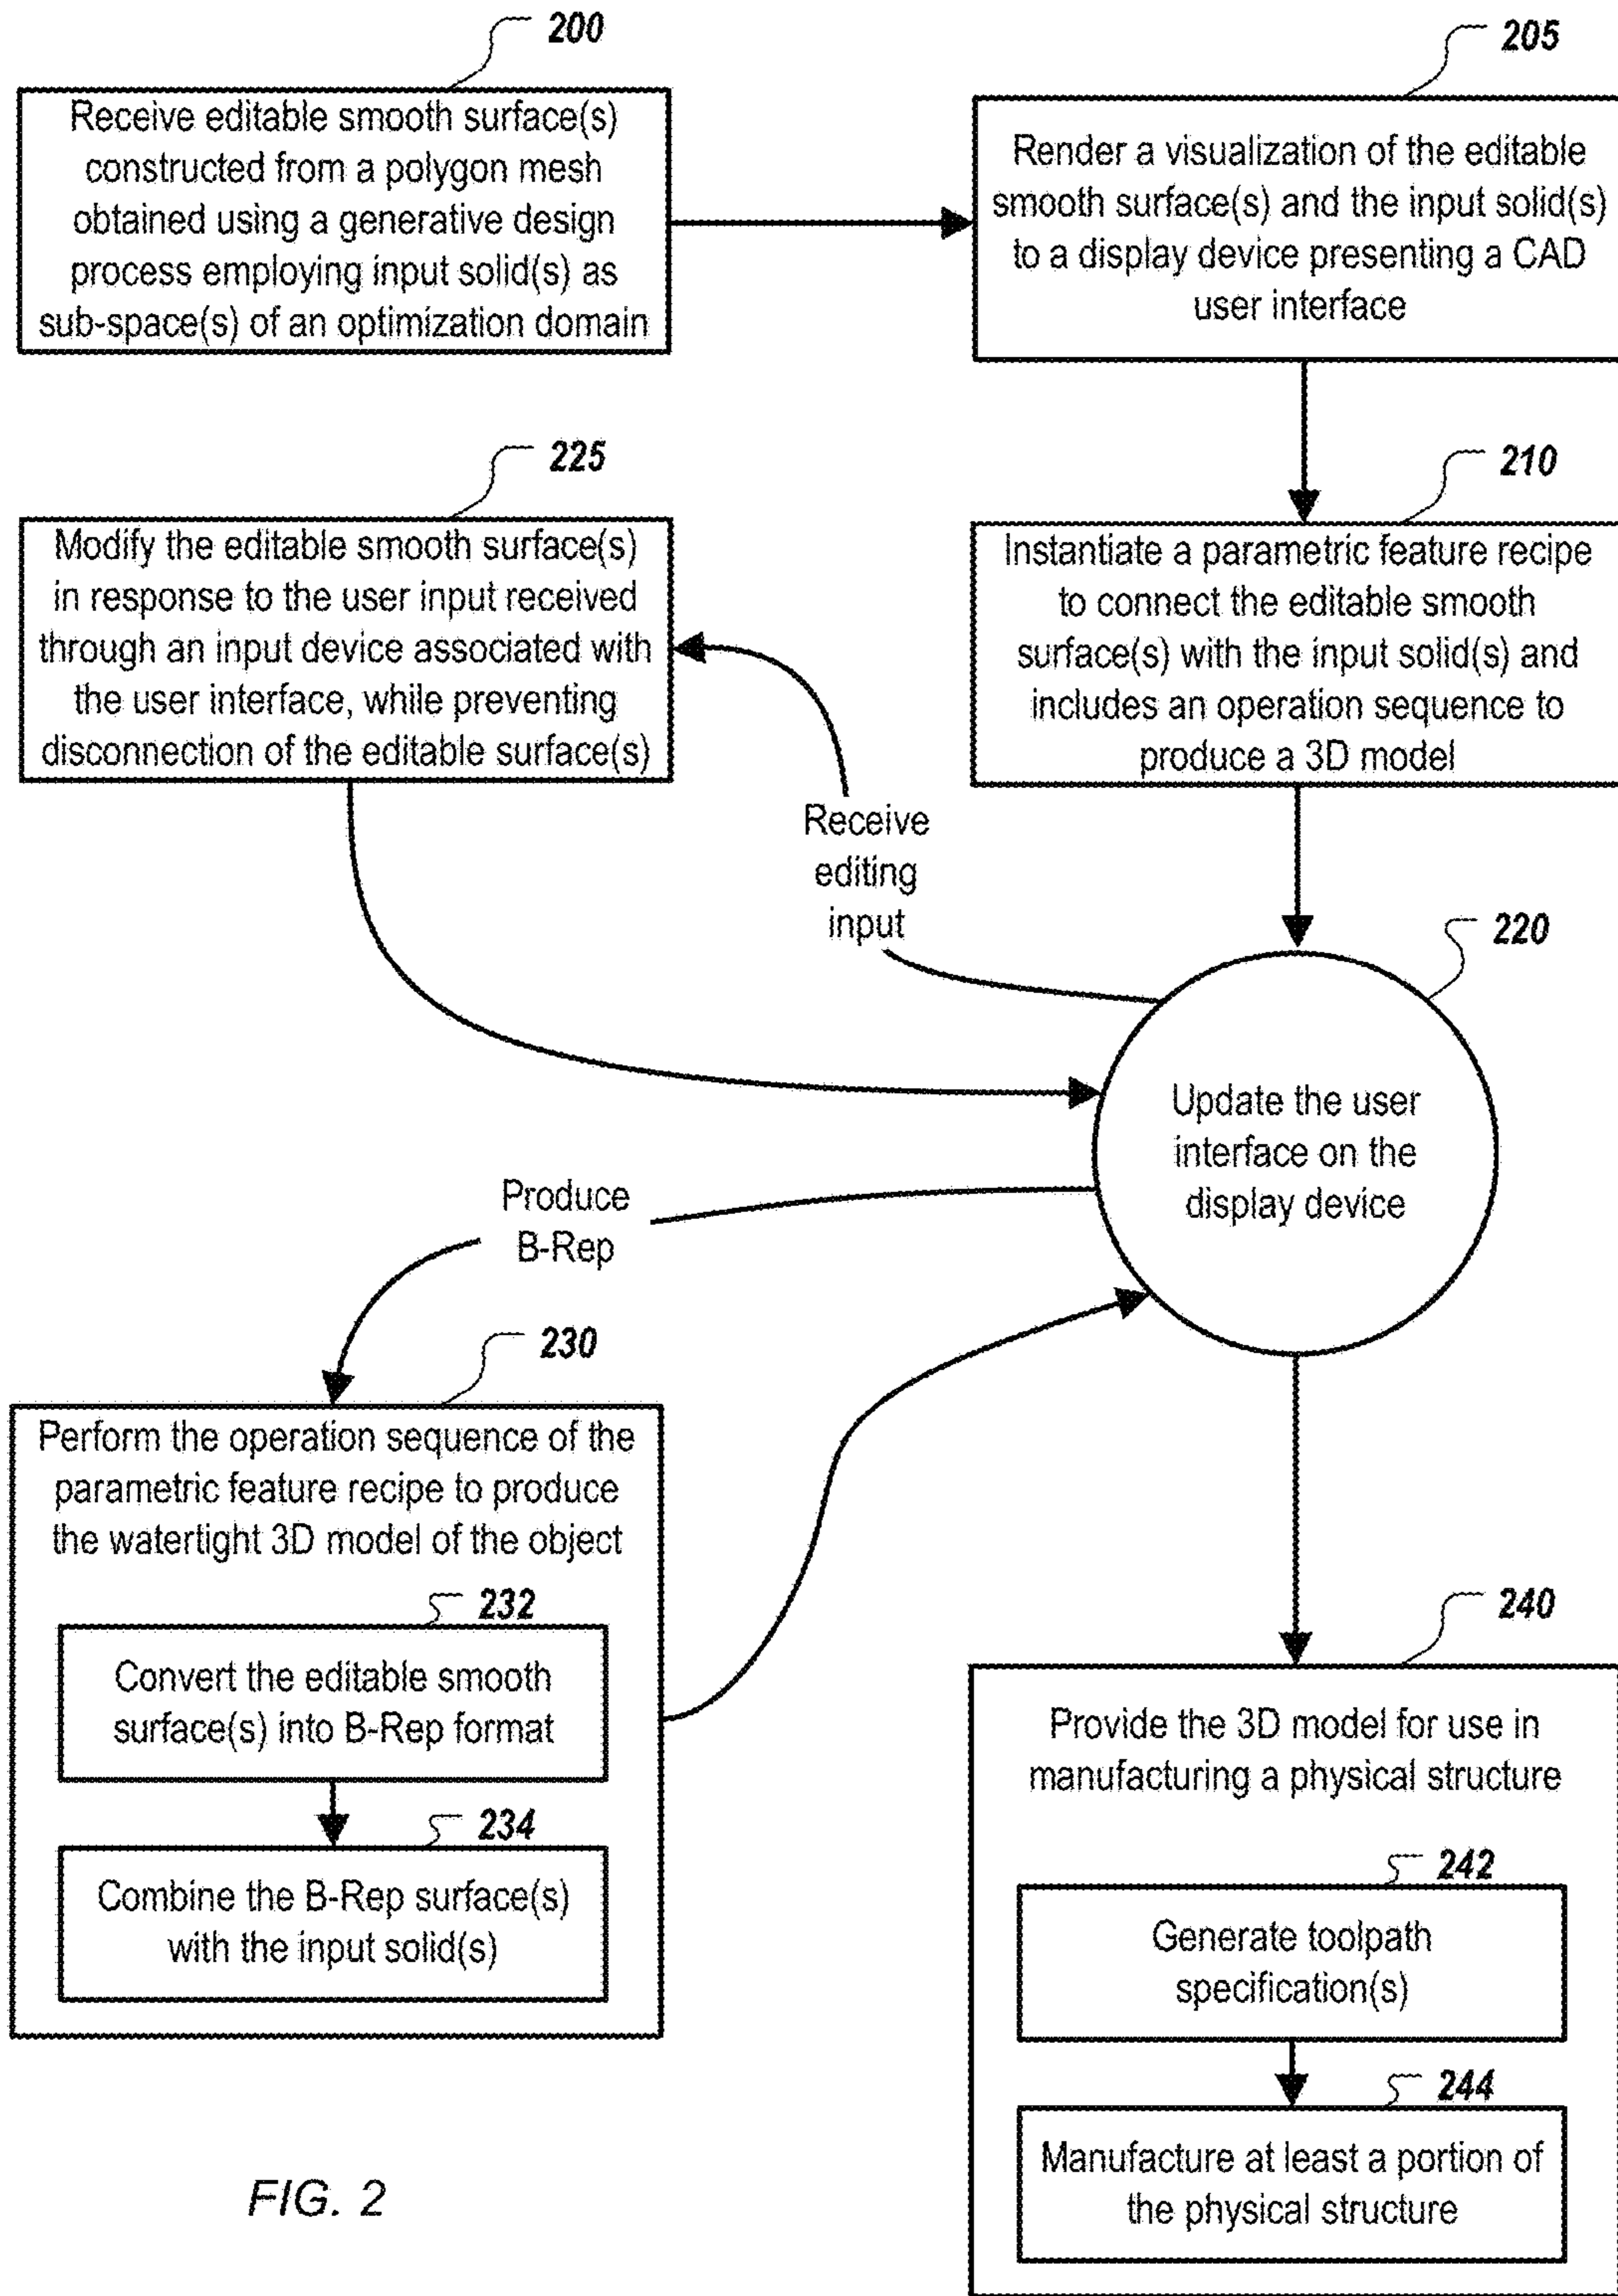 200
Receive editable smooth surface(s)
constructed from a polygon mesh
obtained using a generative design
process employing input solid(s) as
sub-space(s) of an optimization domain
205
Render a visualization of the editable
smooth surface(s) and the input solid(s)
to a display device presenting a CAD
user interface
210
Instantiate a parametric feature recipe
to connect the editable smooth
surface(s) with the input solid(s) and
includes an operation sequence to
produce a 3D model
225
Modify the editable smooth surface(s)
in response to the user input received
through an input device associated with
the user interface, while preventing
disconnection of the editable surface(s)
Receive
editing
input
220
Update the user
interface on the
display device
Produce
B-Rep
230
Perform the operation sequence of the
parametric feature recipe to produce
the watertight 3D model of the object
232
Convert the editable smooth
surface(s) into B-Rep format
234
Combine the B-Rep surface(s)
with the input solid(s)
240
Provide the 3D model for use in
manufacturing a physical structure
242
Generate toolpath
specification(s)
244
Manufacture at least a portion of
the physical structure
FIG. 2